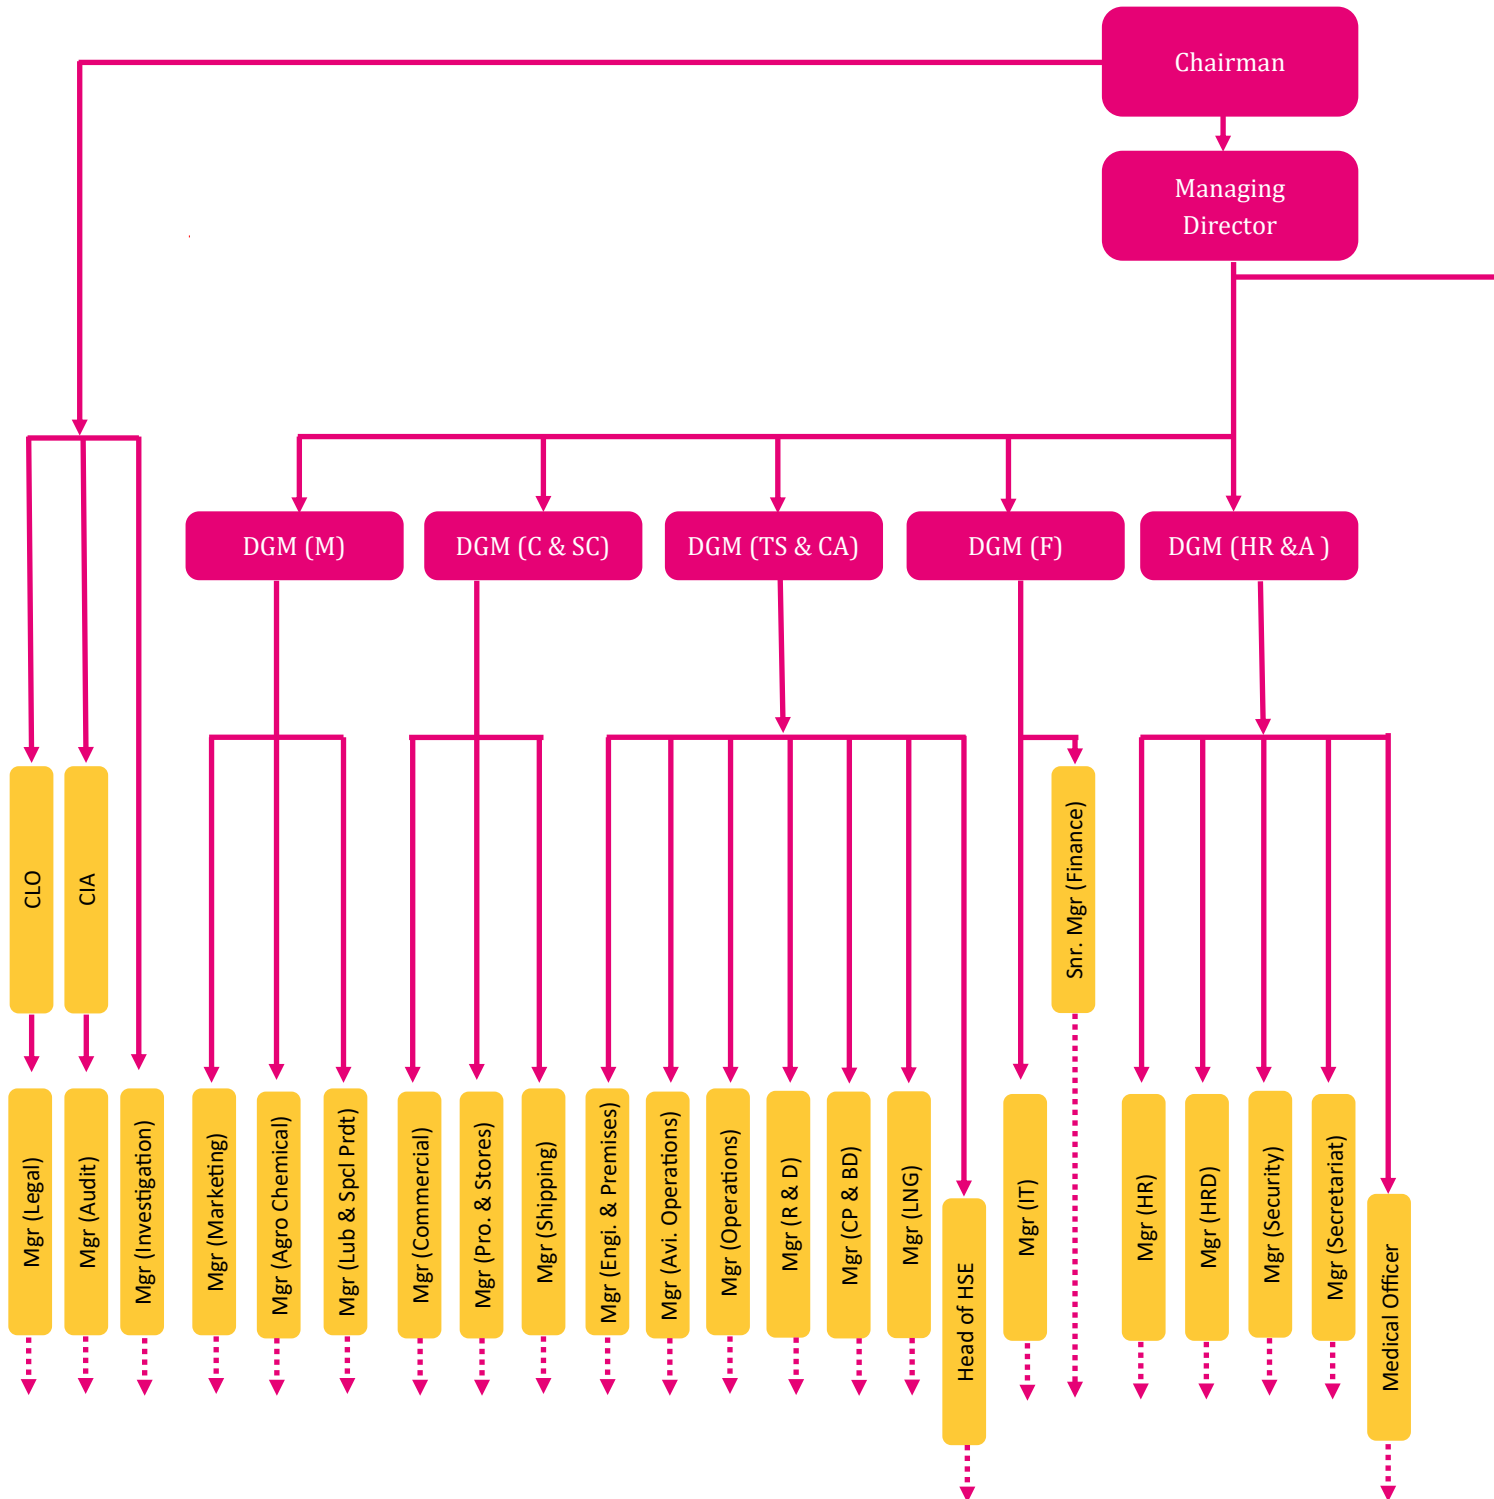 Chairman
Managing
Director
DGM (M)
DGM (C & SC)
DGM (TS & CA)
DGM (F)
DGM (HR &A )
CLO
CIA
Snr. Mgr (Finance)
Mgr (Legal)
Mgr (Audit)
Mgr (Investigation)
Mgr (Marketing)
Mgr (Agro Chemical)
Mgr (Lub & Spcl Prdt)
Mgr (Commercial)
Mgr (Pro. & Stores)
Mgr (Shipping)
Mgr (Engi. & Premises)
Mgr (Avi. Operations)
Mgr (Operations)
Mgr (R & D)
Mgr (CP & BD)
Mgr (LNG)
Head of HSE
Mgr (IT)
Mgr (HR)
Mgr (HRD)
Mgr (Security)
Mgr (Secretariat)
Medical Officer